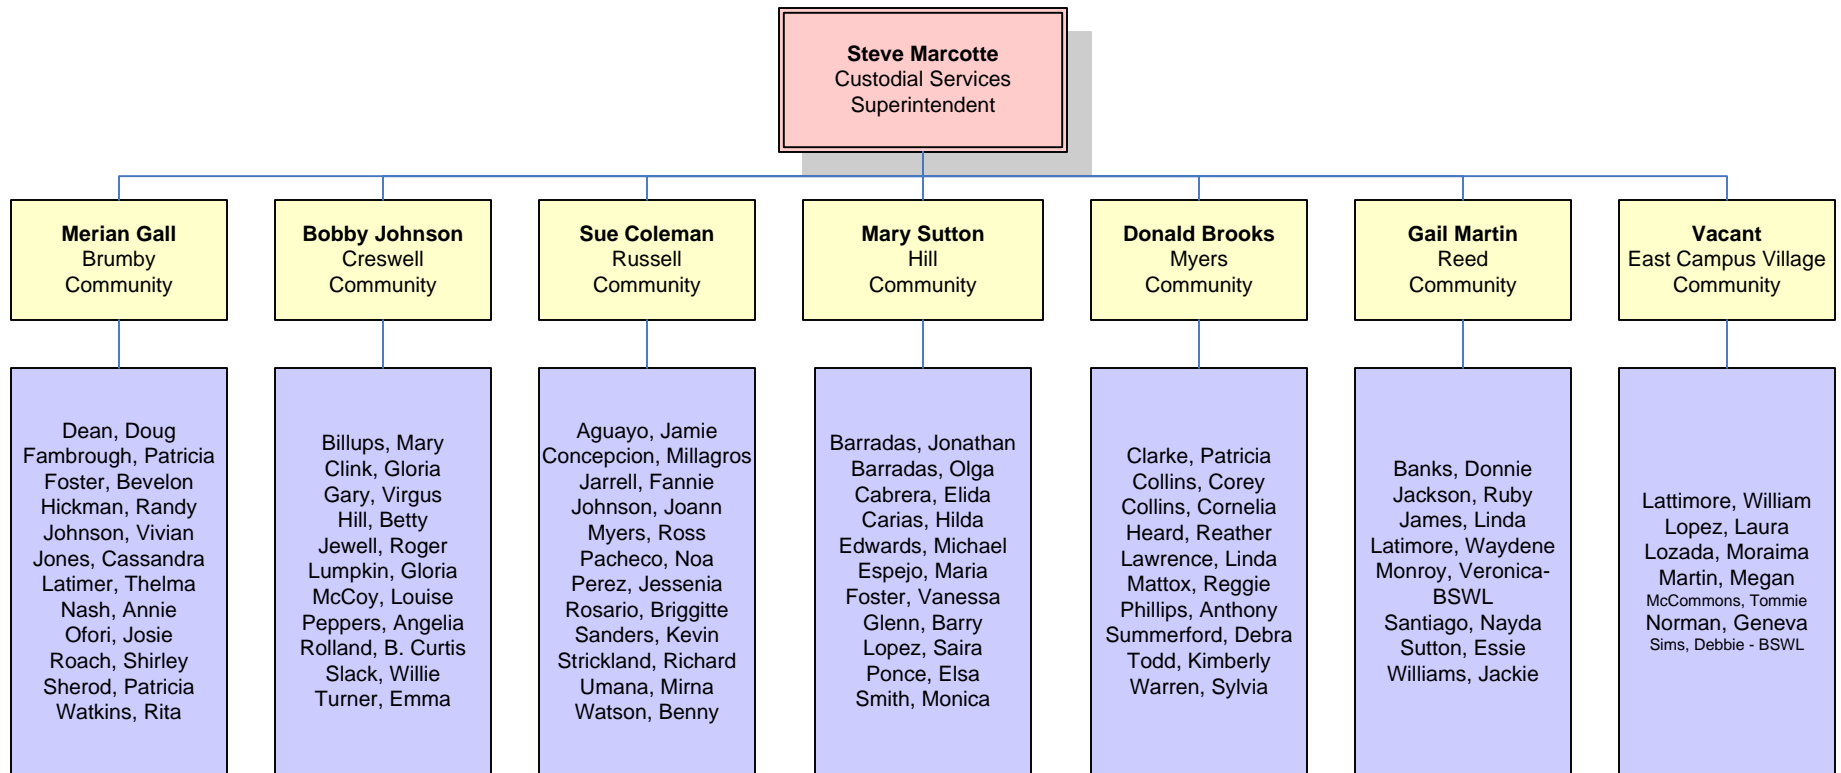 Steve Marcotte
Custodial Services
Superintendent
Merian Gall
Brumby
Community
Bobby Johnson
Creswell
Community
Sue Coleman
Russell
Community
Mary Sutton
Hill
Community
Donald Brooks
Myers
Community
Gail Martin
Reed
Community
Vacant
East Campus Village
Community
Dean, Doug
Fambrough, Patricia
Foster, Bevelon
Hickman, Randy
Johnson, Vivian
Jones, Cassandra
Latimer, Thelma
Nash, Annie
Ofori, Josie
Roach, Shirley
Sherod, Patricia
Watkins, Rita
Billups, Mary
Clink, Gloria
Gary, Virgus
Hill, Betty
Jewell, Roger
Lumpkin, Gloria
McCoy, Louise
Peppers, Angelia
Rolland, B. Curtis
Slack, Willie
Turner, Emma
Aguayo, Jamie
Concepcion, Millagros
Jarrell, Fannie
Johnson, Joann
Myers, Ross
Pacheco, Noa
Perez, Jessenia
Rosario, Briggitte
Sanders, Kevin
Strickland, Richard
Umana, Mirna
Watson, Benny
Barradas, Jonathan
Barradas, Olga
Cabrera, Elida
Carias, Hilda
Edwards, Michael
Espejo, Maria
Foster, Vanessa
Glenn, Barry
Lopez, Saira
Ponce, Elsa
Smith, Monica
Clarke, Patricia
Collins, Corey
Collins, Cornelia
Heard, Reather
Lawrence, Linda
Mattox, Reggie
Phillips, Anthony
Summerford, Debra
Todd, Kimberly
Warren, Sylvia
Banks, Donnie
Jackson, Ruby
James, Linda
Latimore, Waydene
Monroy, Veronica-
BSWL
Santiago, Nayda
Sutton, Essie
Williams, Jackie
Lattimore, William
Lopez, Laura
Lozada, Moraima
Martin, Megan
McCommons, Tommie
Norman, Geneva
Sims, Debbie - BSWL